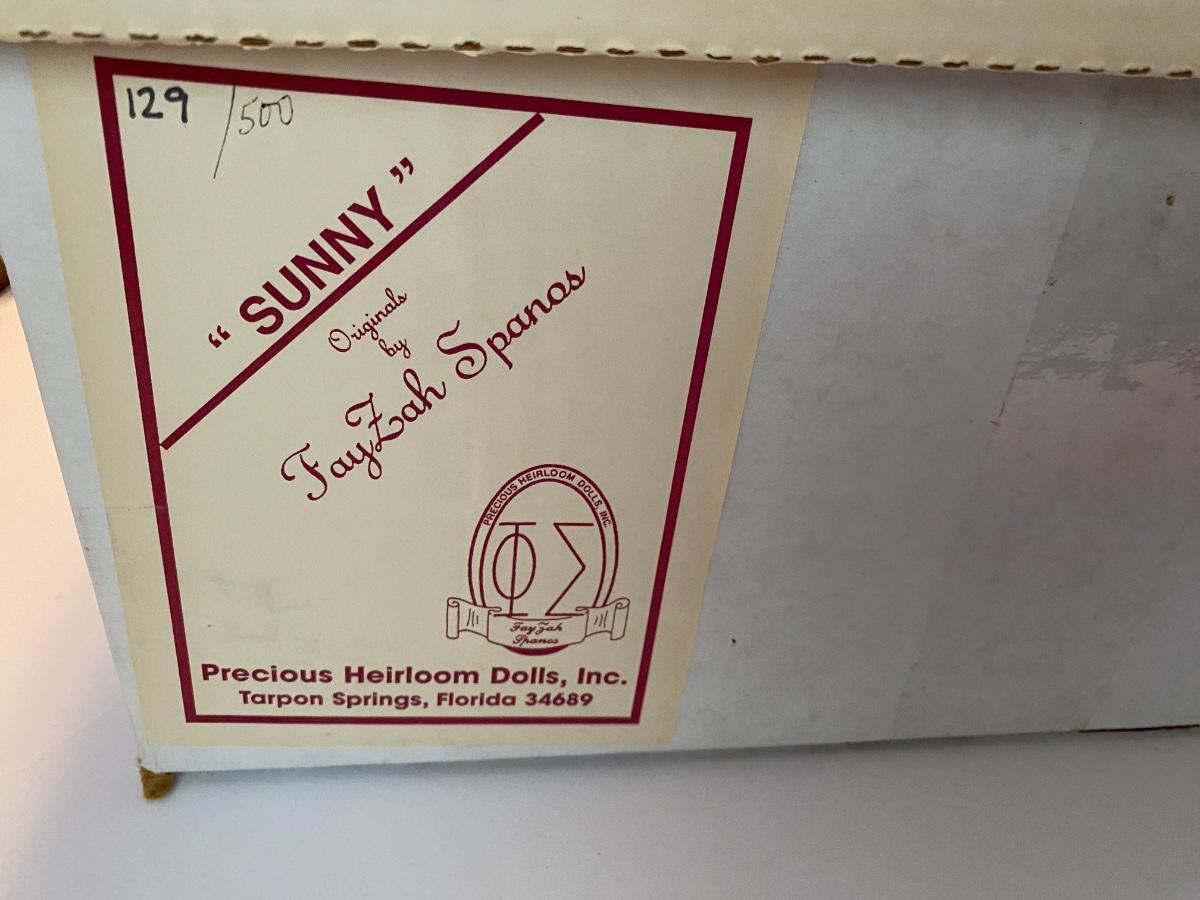 129 /500
“ SUNNY ”
Originals
by
FayZah Spanos
PRECIOUS HEIRLOOM DOLLS, INC.
ΦΣ
FayZah
Spanos
Precious Heirloom Dolls, Inc.
Tarpon Springs, Florida 34689